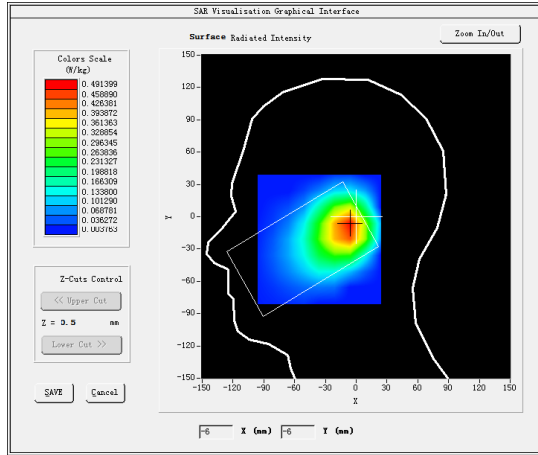 SAR Visualisation Graphical Interface
Surface Radiated Intensity
Zoom In/Out
Colors Scale
(W/kg)
0.491399
0.458890
0.426381
0.393872
0.361363
0.328854
0.296345
0.263836
0.231327
0.198818
0.166309
0.133800
0.101290
0.068781
0.036272
0.003763
Z-Cuts Control
<< Upper Cut
Z = 3.5 mm
Lower Cut >>
SAVE Cancel
150-
120-
90-
60-
30-
Y 0-
-30-
-60-
-90-
-120-
-150-
-150 -120 -90 -60 -30 0 30 60 90 120 150
X
-6 X (mm) -6 Y (mm)